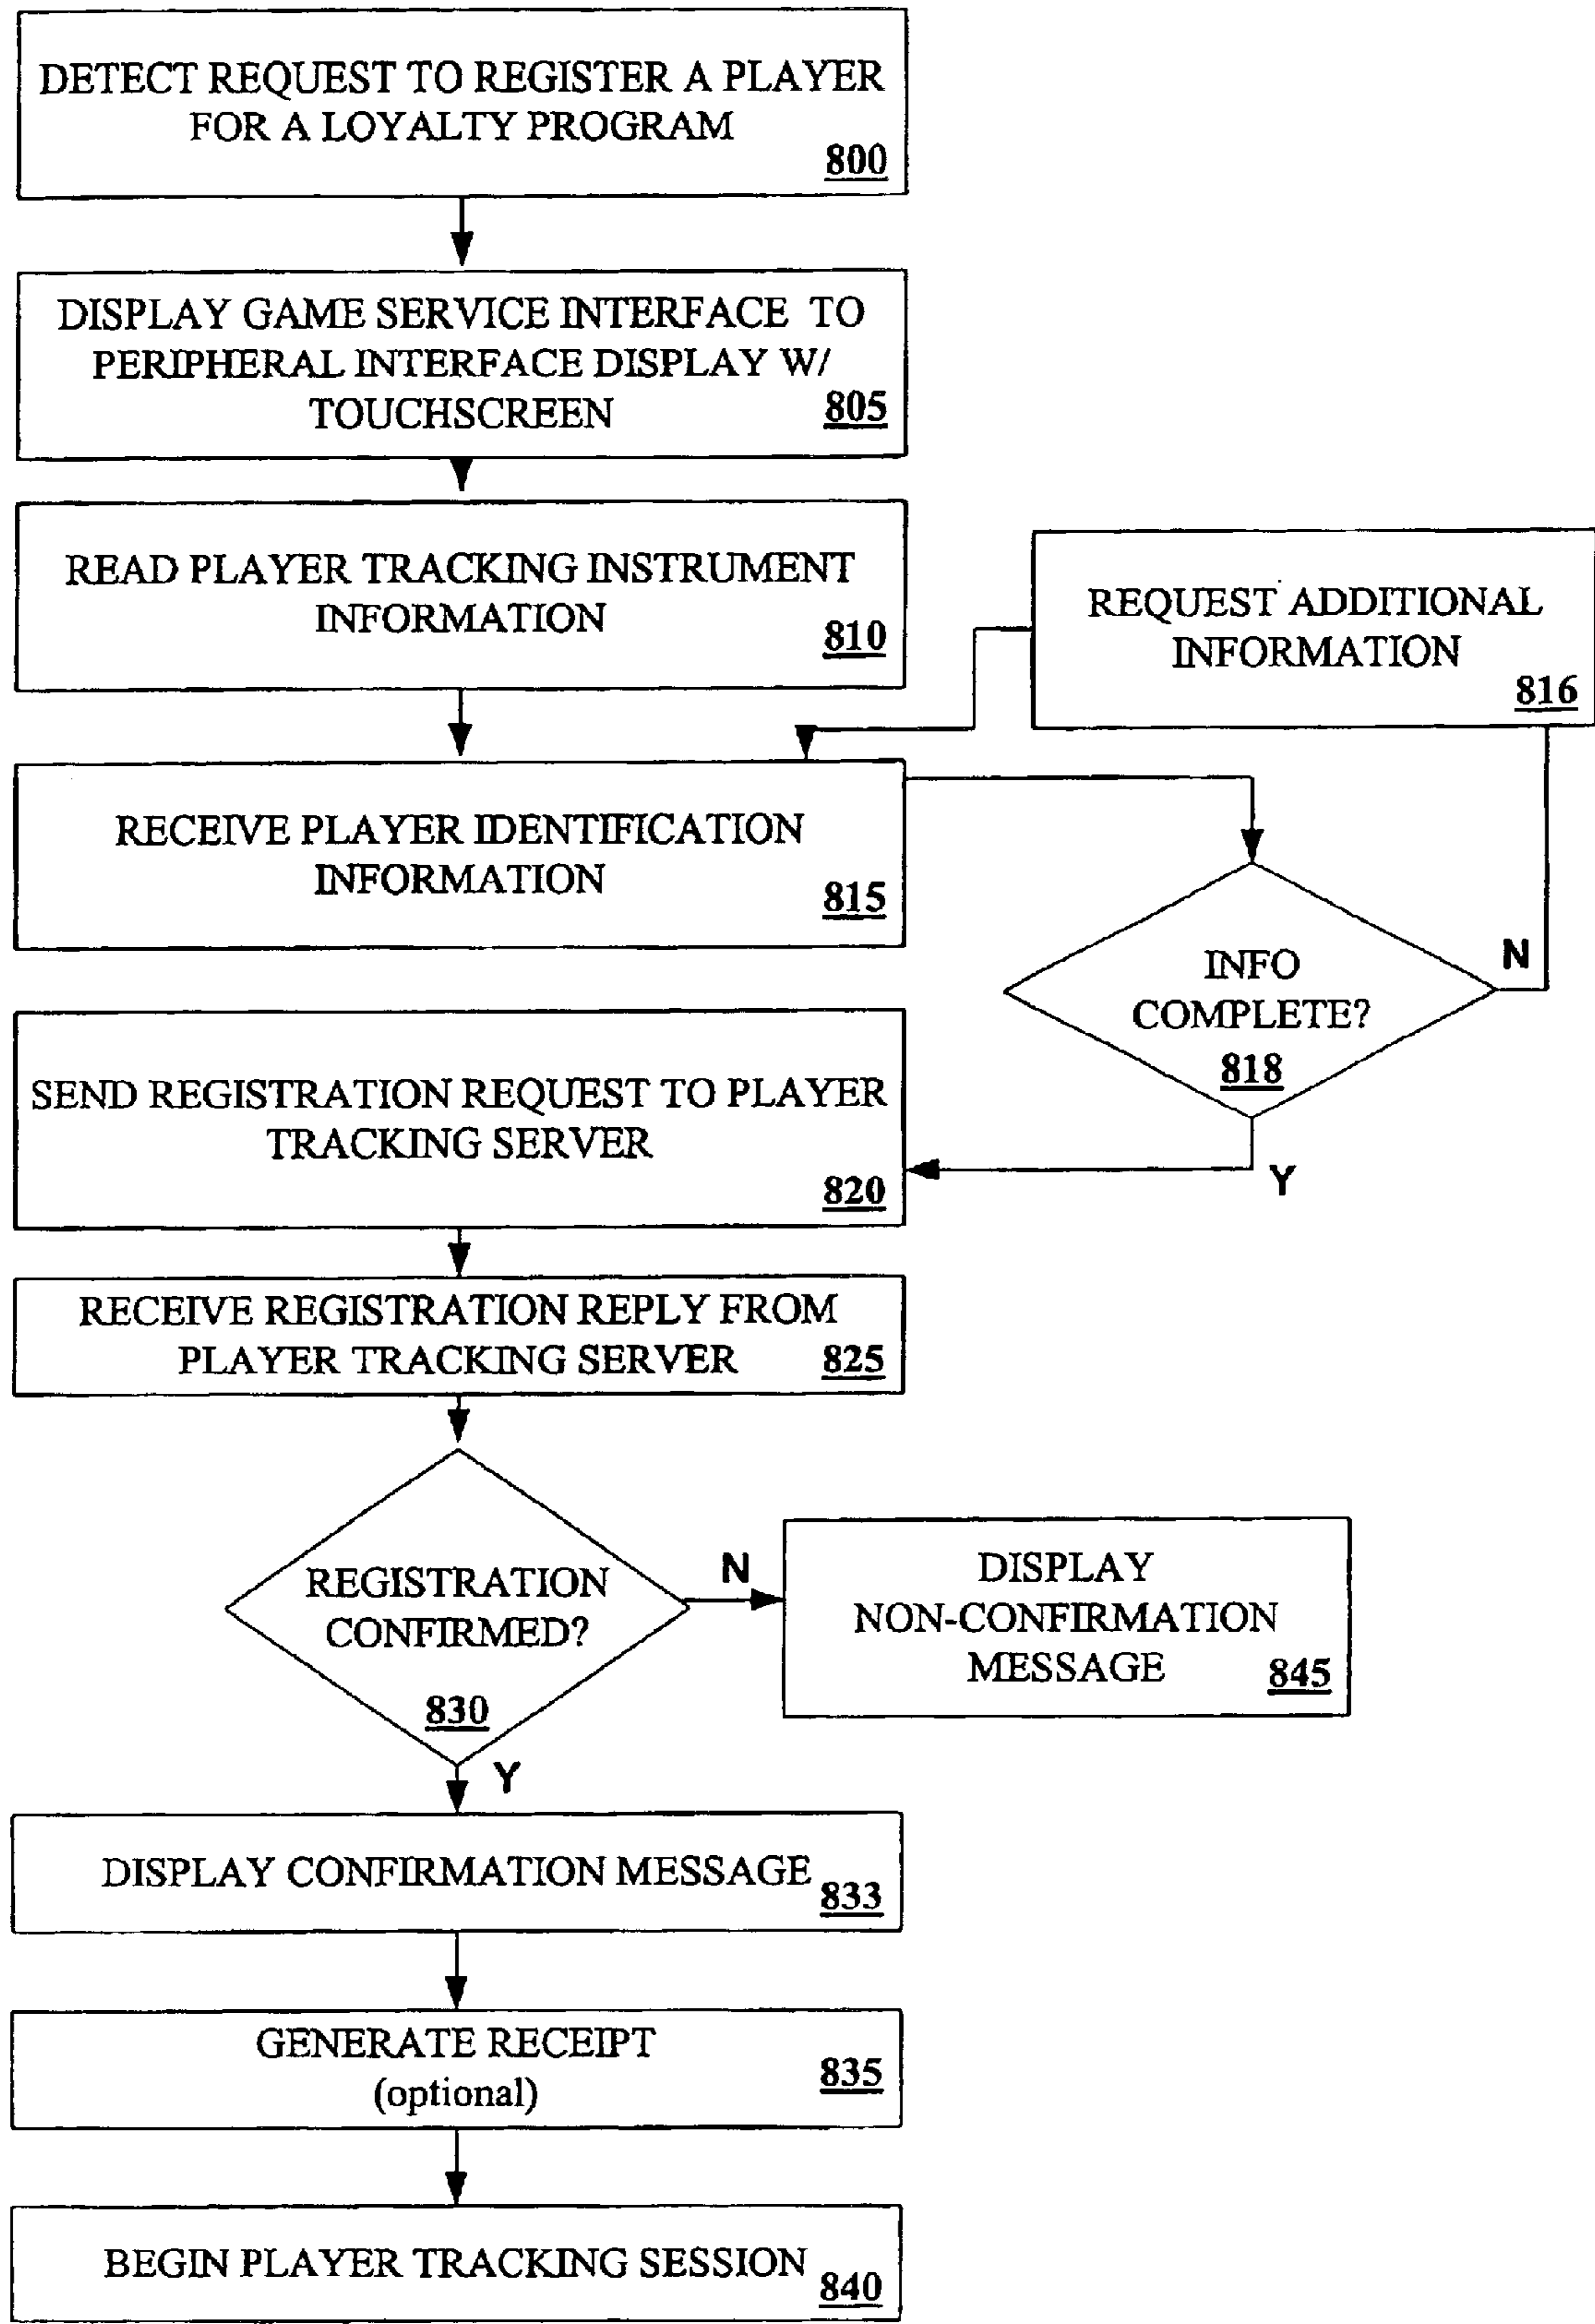 DETECT REQUEST TO REGISTER A PLAYER
FOR A LOYALTY PROGRAM
800
DISPLAY GAME SERVICE INTERFACE TO
PERIPHERAL INTERFACE DISPLAY W/
TOUCHSCREEN
805
READ PLAYER TRACKING INSTRUMENT
INFORMATION
810
REQUEST ADDITIONAL
INFORMATION
816
RECEIVE PLAYER IDENTIFICATION
INFORMATION
815
INFO
COMPLETE?
818
N
Y
SEND REGISTRATION REQUEST TO PLAYER
TRACKING SERVER
820
RECEIVE REGISTRATION REPLY FROM
PLAYER TRACKING SERVER
825
REGISTRATION
CONFIRMED?
830
N
DISPLAY
NON-CONFIRMATION
MESSAGE
845
Y
DISPLAY CONFIRMATION MESSAGE
833
GENERATE RECEIPT
(optional)
835
BEGIN PLAYER TRACKING SESSION
840